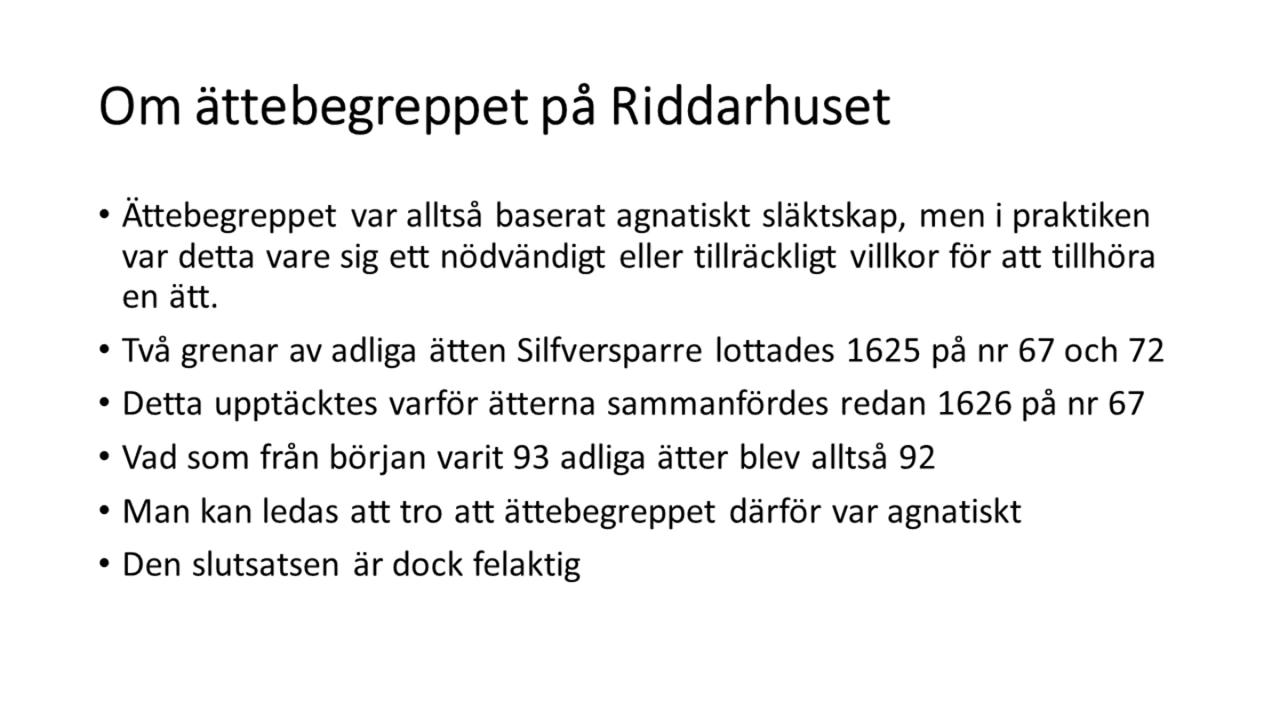 Om ättebegreppet på Riddarhuset
• Ättebegreppet var alltså baserat agnatiskt släktskap, men i praktiken
var detta vare sig ett nödvändigt eller tillräckligt villkor för att tillhöra
en ätt.
• Två grenar av adliga ätten Silfversparre lottades 1625 på nr 67 och 72
• Detta upptäcktes varför ätterna sammanfördes redan 1626 på nr 67
• Vad som från början varit 93 adliga ätter blev alltså 92
• Man kan ledas att tro att ättebegreppet därför var agnatiskt
• Den slutsatsen är dock felaktig